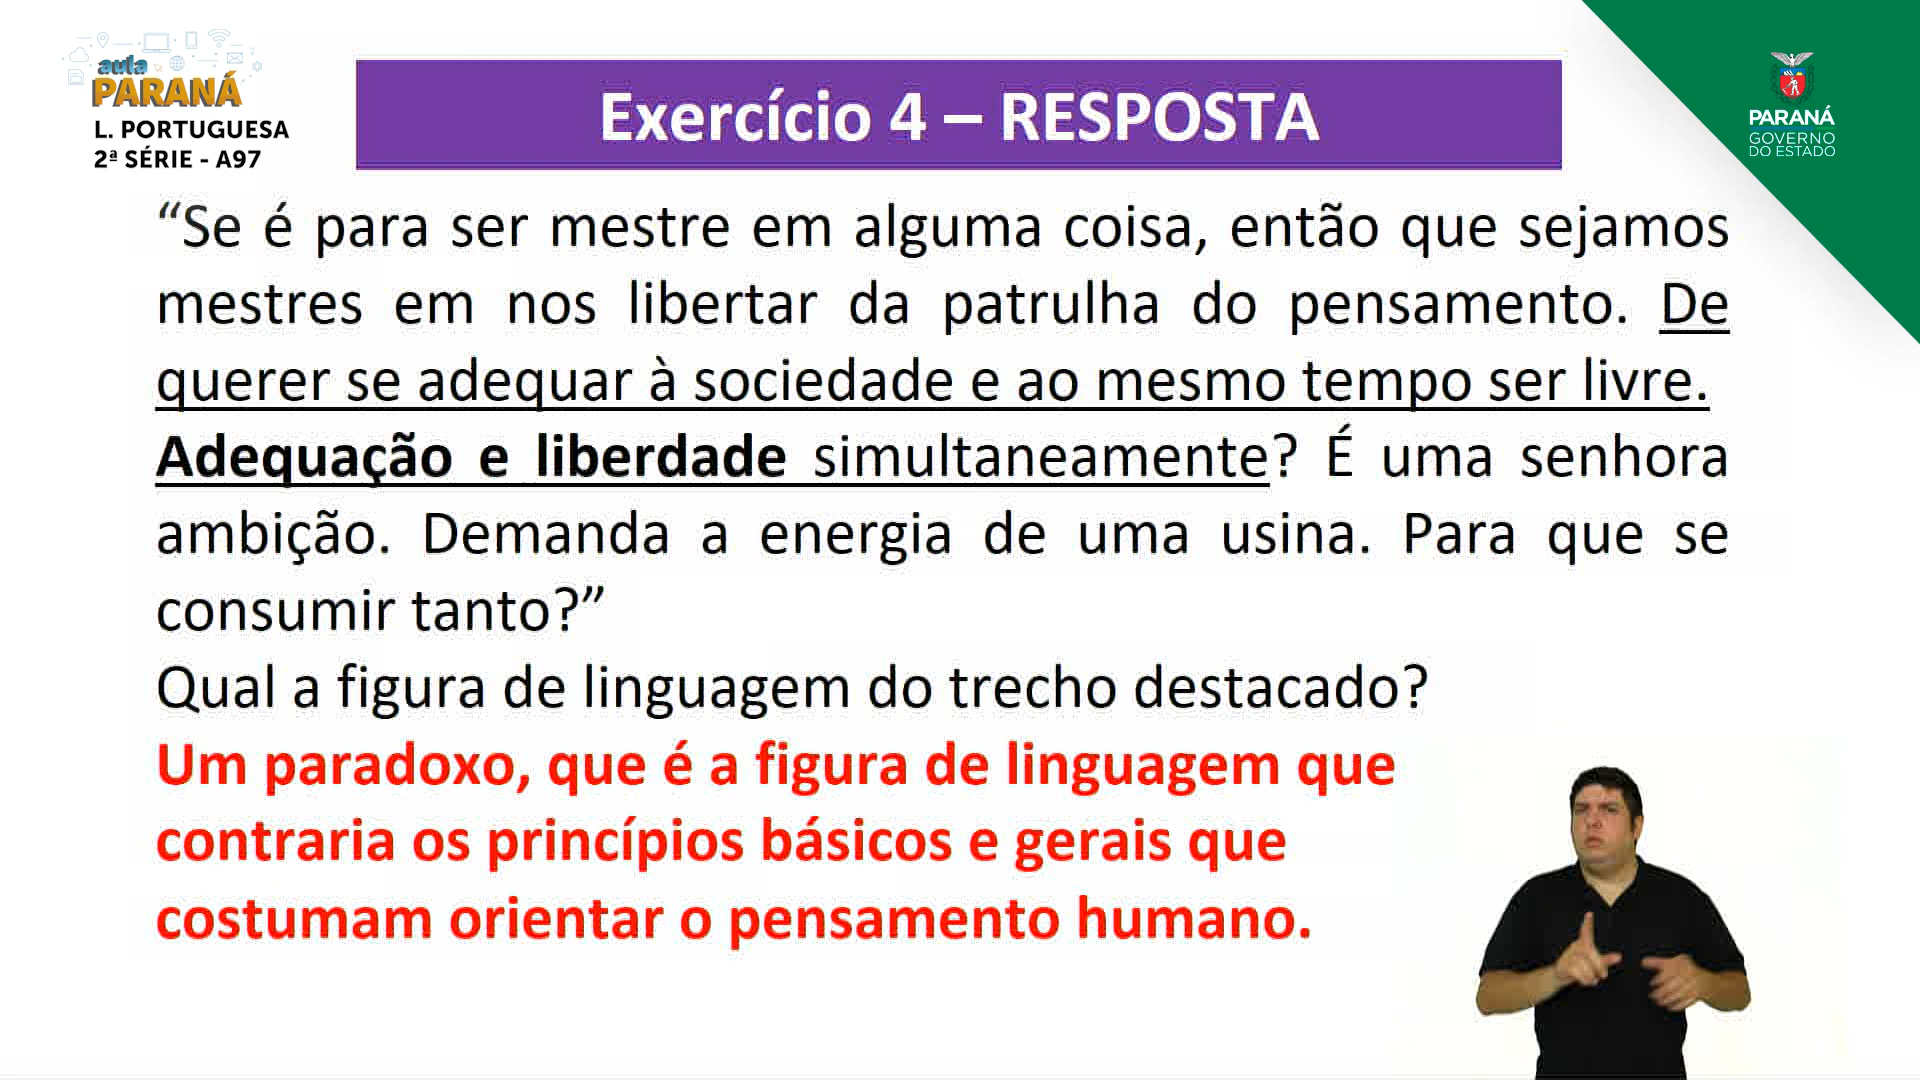 aula
PARANÁ
L. PORTUGUESA
2ª SÉRIE - A97
Exercício 4 – RESPOSTA
PARANÁ
GOVERNO
DO ESTADO
“Se é para ser mestre em alguma coisa, então que sejamos
mestres em nos libertar da patrulha do pensamento. De
querer se adequar à sociedade e ao mesmo tempo ser livre.
Adequação e liberdade simultaneamente? É uma senhora
ambição. Demanda a energia de uma usina. Para que se
consumir tanto?”
Qual a figura de linguagem do trecho destacado?
Um paradoxo, que é a figura de linguagem que
contraria os princípios básicos e gerais que
costumam orientar o pensamento humano.